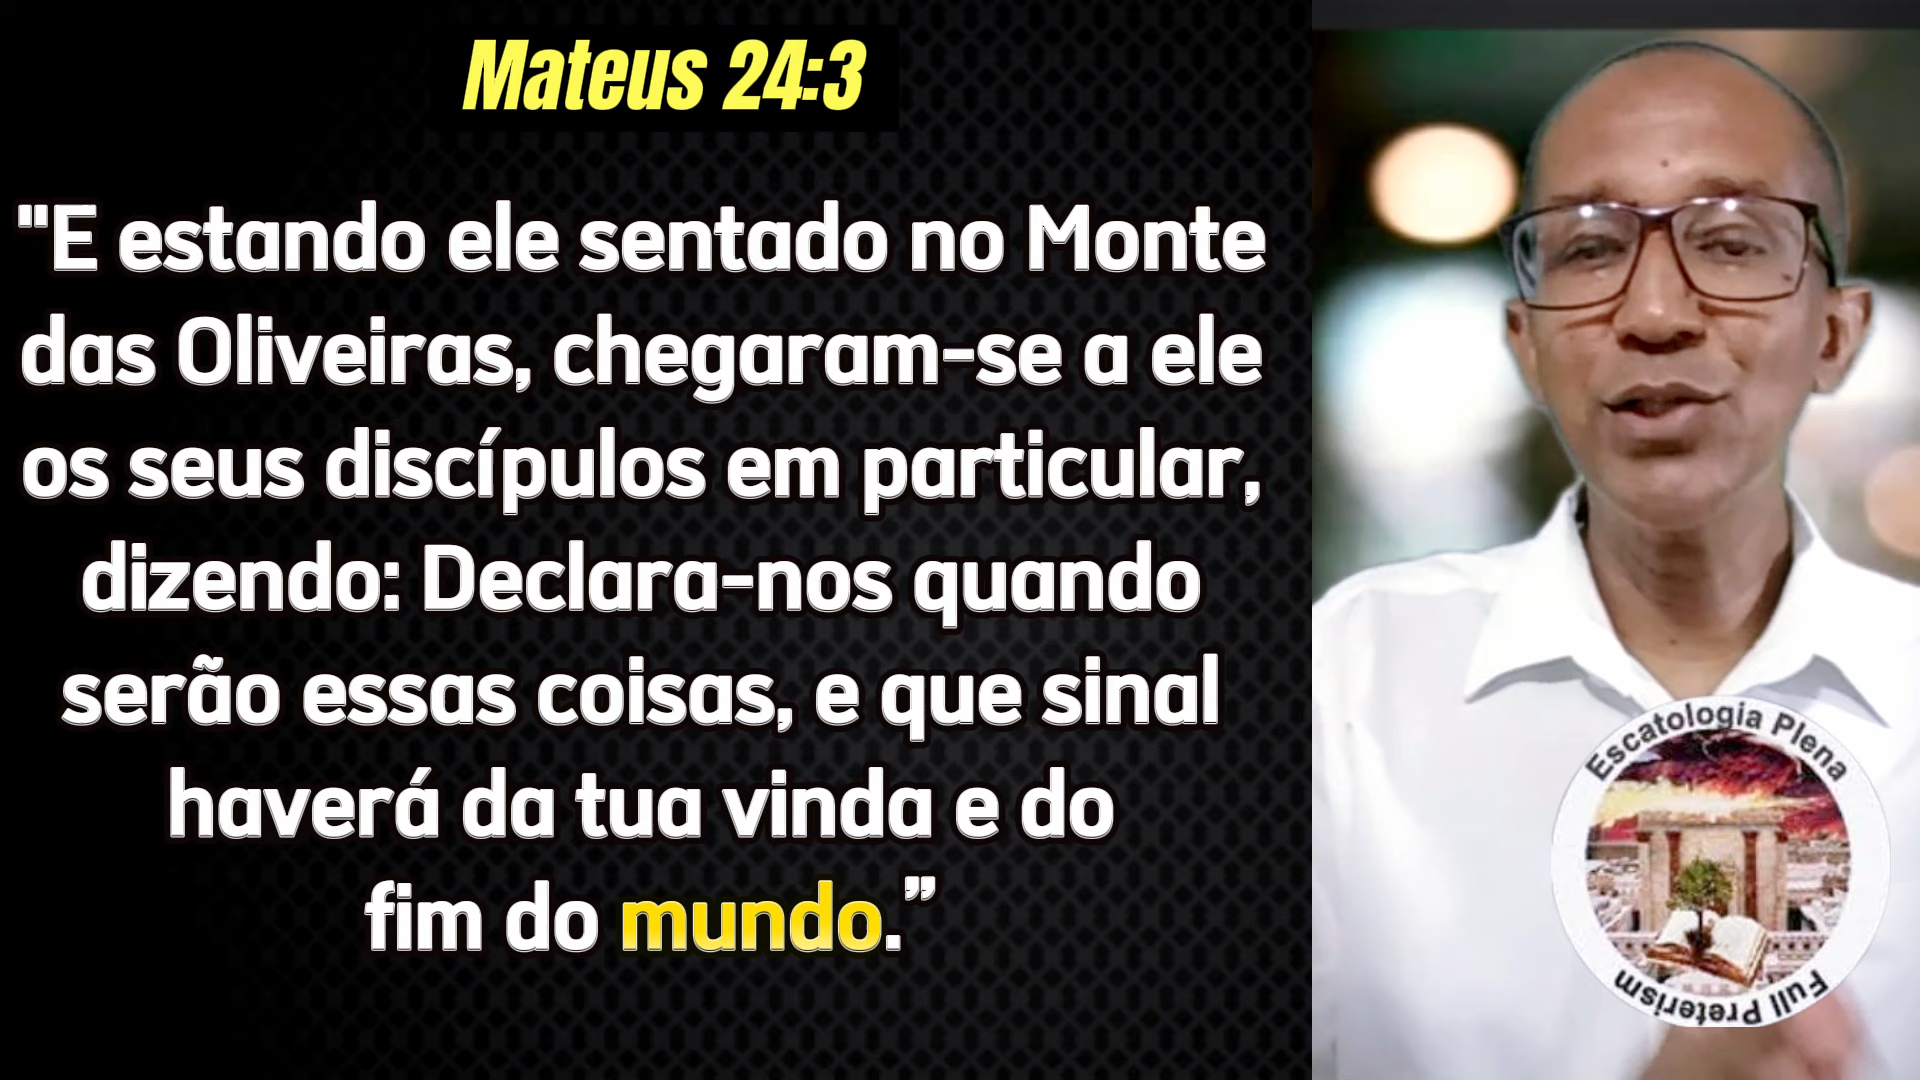 Mateus 24:3
"E estando ele sentado no Monte
das Oliveiras, chegaram-se a ele
os seus discípulos em particular,
dizendo: Declara-nos quando
serão essas coisas, e que sinal
haverá da tua vinda e do
fim do mundo.”
Escatologia Plena
Full Preterism